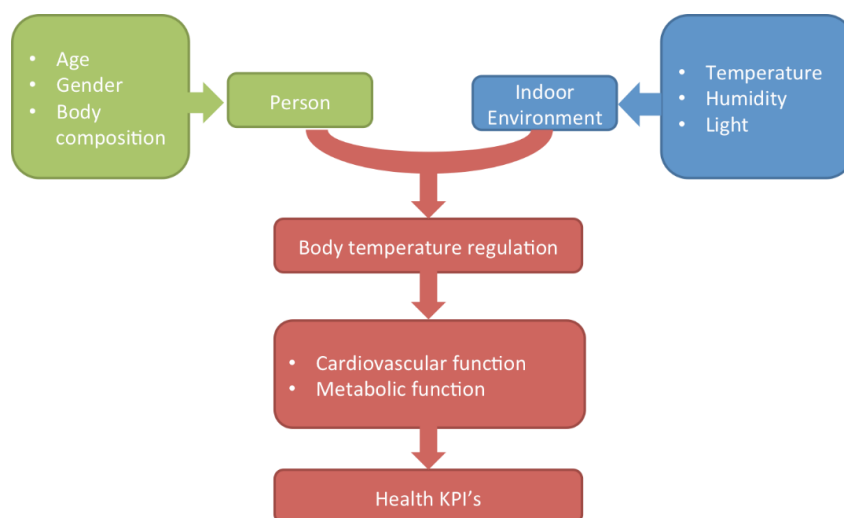 • Age
• Gender
• Body
composition
Person
Indoor
Environment
• Temperature
• Humidity
• Light
Body temperature regulation
• Cardiovascular function
• Metabolic function
Health KPI's